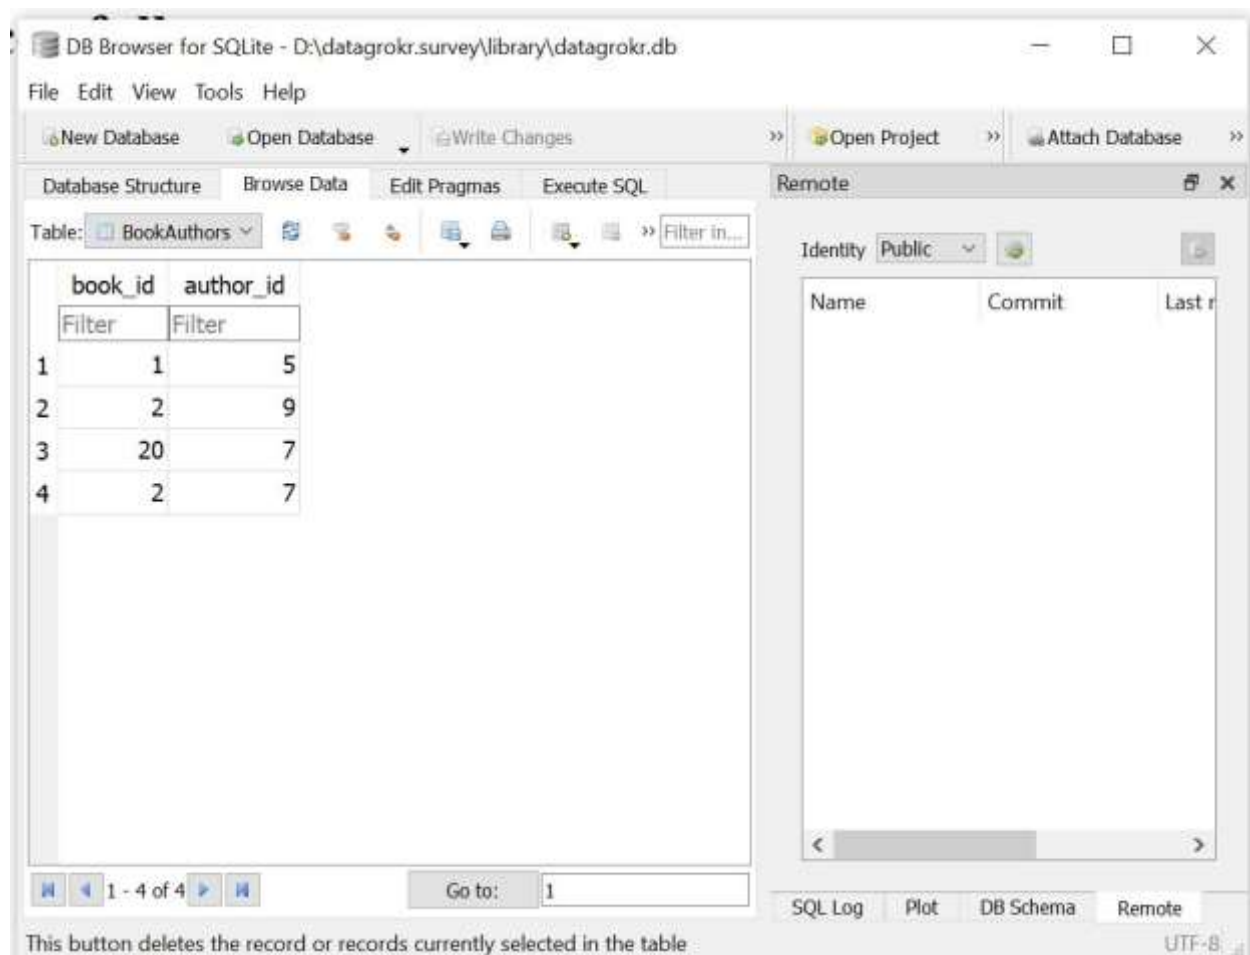 DB Browser for SQLite - D:\datagrokr.survey\library\datagrokr.db
File Edit View Tools Help
New Database Open Database Write Changes Open Project Attach Database
Database Structure Browse Data Edit Pragmas Execute SQL
Remote
Table: BookAuthors Filter in...
Identity Public
book_id author_id
Filter Filter
1 1 5
2 2 9
3 20 7
4 2 7
Name Commit Last
1 - 4 of 4 Go to: 1
SQL Log Plot DB Schema Remote
This button deletes the record or records currently selected in the table UTF-8